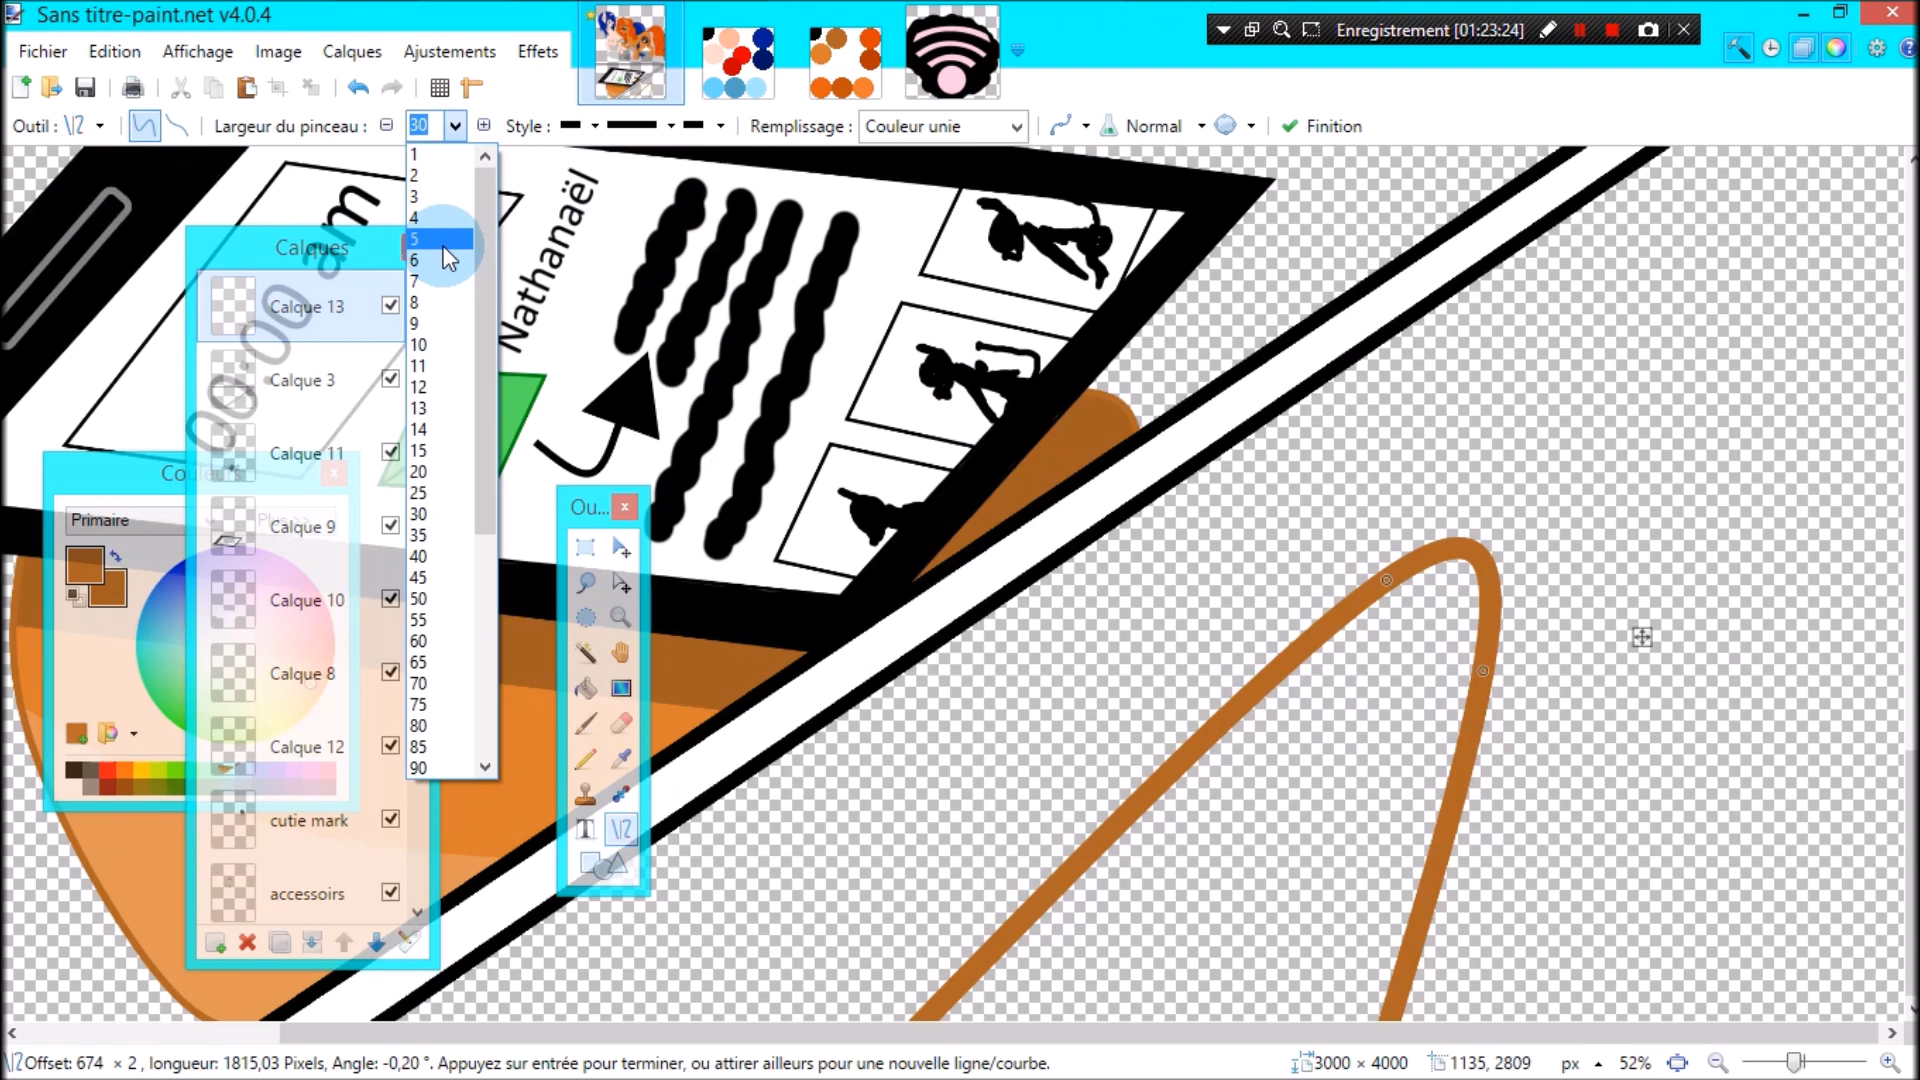 Sans titre-paint.net v4.0.4
Enregistrement [01:23:24]
Fichier Edition Affichage Image Calques Ajustements Effets
Outil : Largeur du pinceau : 30 Style : Remplissage : Couleur unie Normal Finition
1
2
3
4
5
6
7
8
9
10
11
12
13
14
15
20
25
30
35
40
45
50
55
60
65
70
75
80
85
90
Calques
Calque 13
Calque 3
Calque 11
Calque 9
Calque 10
Calque 8
Calque 12
cutie mark
accessoirs
00:00 am
Nathanaël
Primaire
Ou...
T
Offset: 674 × 2, longueur: 1815,03 Pixels, Angle: -0,20 °. Appuyez sur entrée pour terminer, ou attirer ailleurs pour une nouvelle ligne/courbe.
3000 × 4000 1135, 2809 px 52%